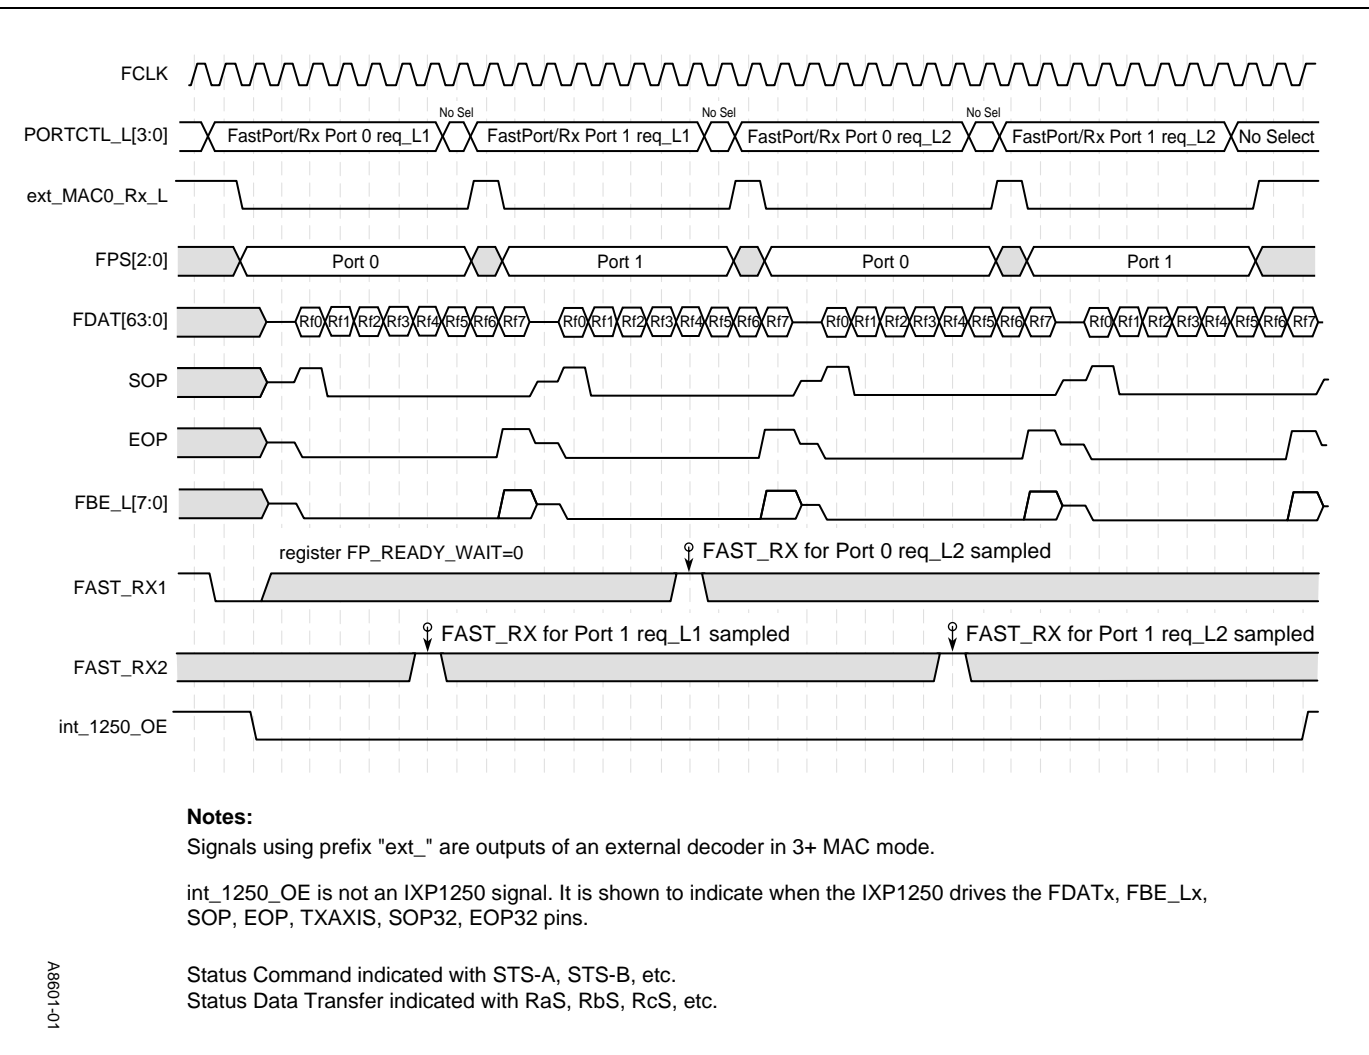 FCLK
No Sel No Sel No Sel
PORTCTL_L[3:0] FastPort/Rx Port 0 req_L1 FastPort/Rx Port 1 req_L1 FastPort/Rx Port 0 req_L2 FastPort/Rx Port 1 req_L2 No Select
ext_MAC0_Rx_L
FPS[2:0] Port 0 Port 1 Port 0 Port 1
FDAT[63:0] Rf0 Rf1 Rf2 Rf3 Rf4 Rf5 Rf6 Rf7 Rf0 Rf1 Rf2 Rf3 Rf4 Rf5 Rf6 Rf7 Rf0 Rf1 Rf2 Rf3 Rf4 Rf5 Rf6 Rf7 Rf0 Rf1 Rf2 Rf3 Rf4 Rf5 Rf6 Rf7
SOP
EOP
FBE_L[7:0]
register FP_READY_WAIT=0 FAST_RX for Port 0 req_L2 sampled
FAST_RX1
FAST_RX for Port 1 req_L1 sampled FAST_RX for Port 1 req_L2 sampled
FAST_RX2
int_1250_OE
Notes:
Signals using prefix "ext_" are outputs of an external decoder in 3+ MAC mode.
int_1250_OE is not an IXP1250 signal. It is shown to indicate when the IXP1250 drives the FDATx, FBE_Lx,
SOP, EOP, TXAXIS, SOP32, EOP32 pins.
Status Command indicated with STS-A, STS-B, etc.
Status Data Transfer indicated with RaS, RbS, RcS, etc.
A8601-01